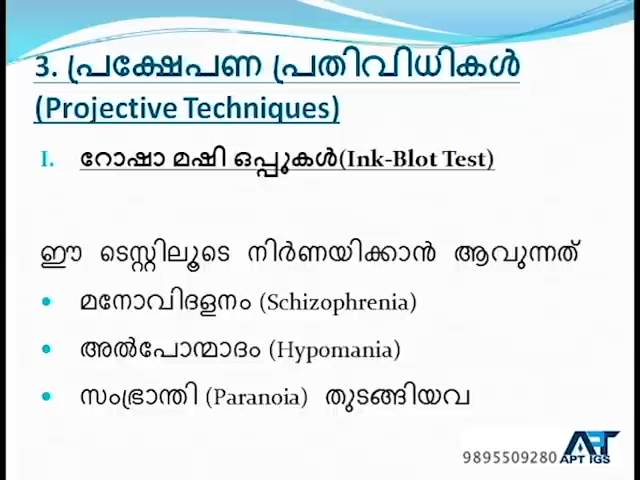 3. പ്രക്ഷേപണ പ്രതിവിധികൾ
(Projective Techniques)
I. റോഷാ മഷി ഒപ്പുകൾ(Ink-Blot Test)
ഈ ടെസ്റ്റിലൂടെ നിർണയിക്കാൻ ആവുന്നത്
• മനോവിദളനം (Schizophrenia)
• അൽപോന്മാദം (Hypomania)
• സംഭ്രാന്തി (Paranoia) തുടങ്ങിയവ
9895509280 APT IGS